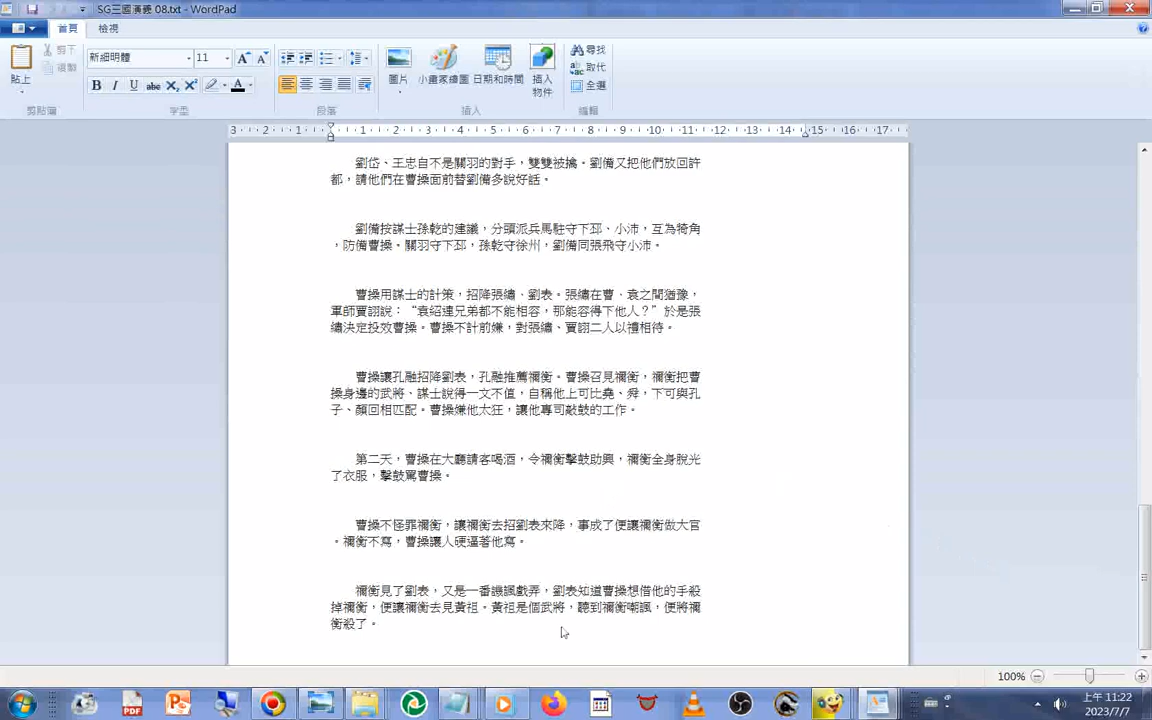 SG三國演義 08.txt - WordPad
首頁
檢視
貼上
剪下
複製
剪貼簿
新細明體
11
字型
段落
圖片
小畫家繪圖
日期和時間
插入物件
插入
尋找
取代
全選
編輯
3 2 1 1 2 3 4 5 6 7 8 9 10 11 12 13 14 15 16 17
劉岱、王忠自不是關羽的對手，雙雙被擒。劉備又把他們放回許
都，請他們在曹操面前替劉備多說好話。
劉備按謀士孫乾的建議，分頭派兵馬駐守下邳、小沛，互為犄角
，防備曹操。關羽守下邳，孫乾守徐州，劉備同張飛守小沛。
曹操用謀士的計策，招降張繡、劉表。張繡在曹、袁之間猶豫，
軍師賈詡說：“袁紹連兄弟都不能相容，那能容得下他人？”於是張
繡決定投效曹操。曹操不計前嫌，對張繡、賈詡二人以禮相待。
曹操讓孔融招降劉表，孔融推薦禰衡。曹操召見禰衡，禰衡把曹
操身邊的武將、謀士說得一文不值，自稱他上可比堯、舜，下可與孔
子、顏回相匹配。曹操嫌他太狂，讓他專司敲鼓的工作。
第二天，曹操在大廳請客喝酒，令禰衡擊鼓助興，禰衡全身脫光
了衣服，擊鼓罵曹操。
曹操不怪罪禰衡，讓禰衡去招劉表來降，事成了便讓禰衡做大官
。禰衡不寫，曹操讓人硬逼著他寫。
禰衡見了劉表，又是一番譏諷戲弄，劉表知道曹操想借他的手殺
掉禰衡，便讓禰衡去見黃祖。黃祖是個武將，聽到禰衡嘲諷，便將禰
衡殺了。
100%
上午 11:22
2023/7/7